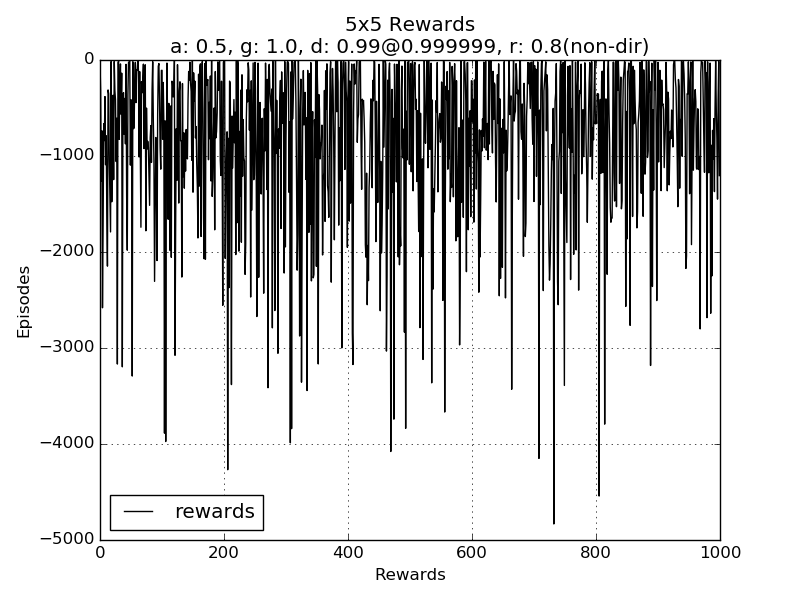 5x5 Rewards
a: 0.5, g: 1.0, d: 0.99@0.999999, r: 0.8(non-dir)
0
−1000
−2000
−3000
−4000
−5000
Episodes
rewards
0 200 400 600 800 1000
Rewards